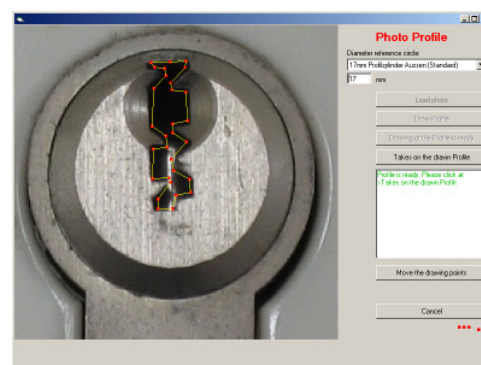 Photo Profile
Diameter reference circle:
17mm Profilzylinder Aussen (Standard)
17 mm
Load photo
Draw Profile
Drawing of the Profile is ready
Takes on the drawn Profile
Profile is ready. Please click at
>Takes on the drawn Profile
Move the drawing points
Cancel